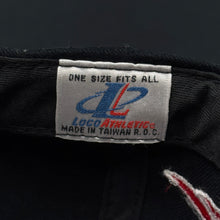 ONE SIZE FITS ALL
LOGO ATHLETIC
MADE IN TAIWAN R.O.C.